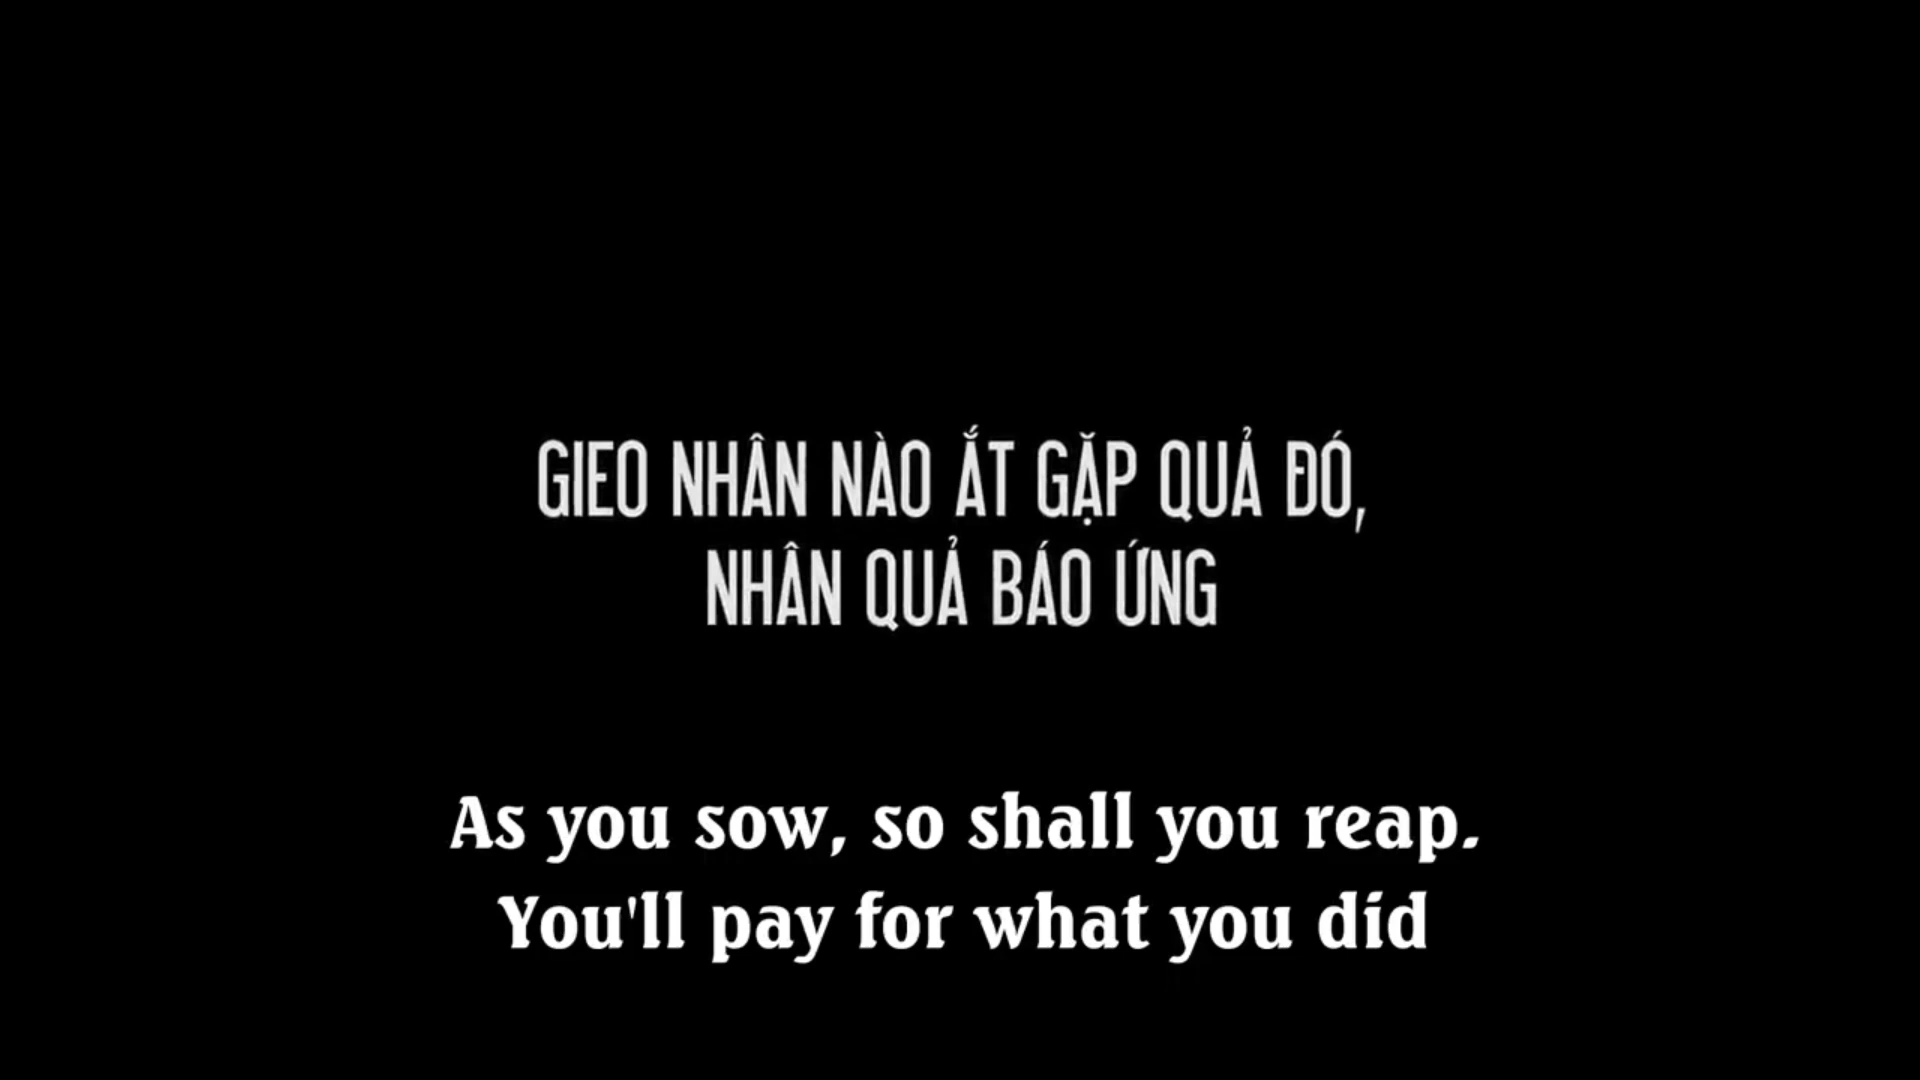 GIEO NHÂN NÀO ẮT GẶP QUẢ ĐÓ,
NHÂN QUẢ BÁO ỨNG
As you sow, so shall you reap.
You'll pay for what you did